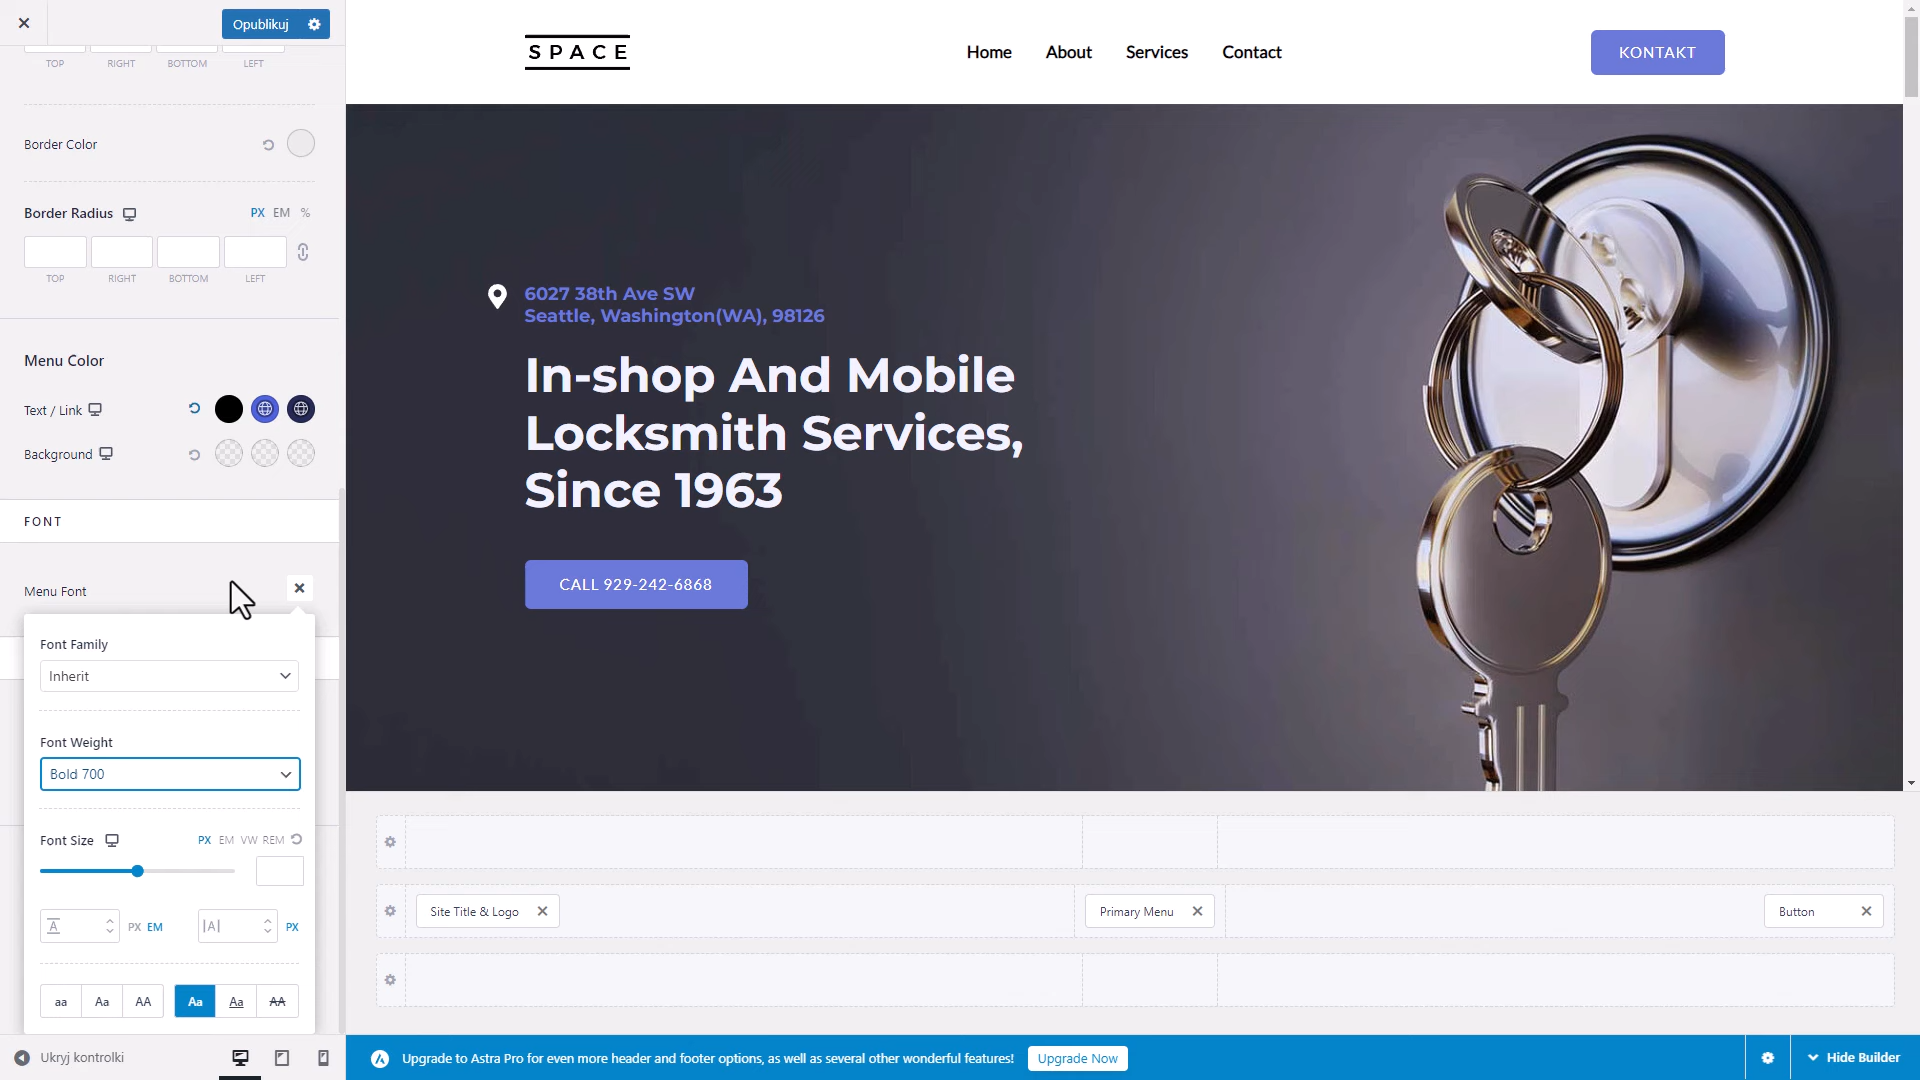 Opublikuj
TOP RIGHT BOTTOM LEFT
Border Color
Border Radius PX EM %
TOP RIGHT BOTTOM LEFT
Menu Color
Text / Link
Background
FONT
Menu Font
Font Family
Inherit
Font Weight
Bold 700
Font Size PX EM VW REM
A PX EM |A| PX
aa Aa AA Aa Aa AA
Ukryj kontrolki
SPACE
Home About Services Contact
KONTAKT
6027 38th Ave SW
Seattle, Washington(WA), 98126
In-shop And Mobile
Locksmith Services,
Since 1963
CALL 929-242-6868
Site Title & Logo
Primary Menu
Button
Upgrade to Astra Pro for even more header and footer options, as well as several other wonderful features! Upgrade Now
Hide Builder